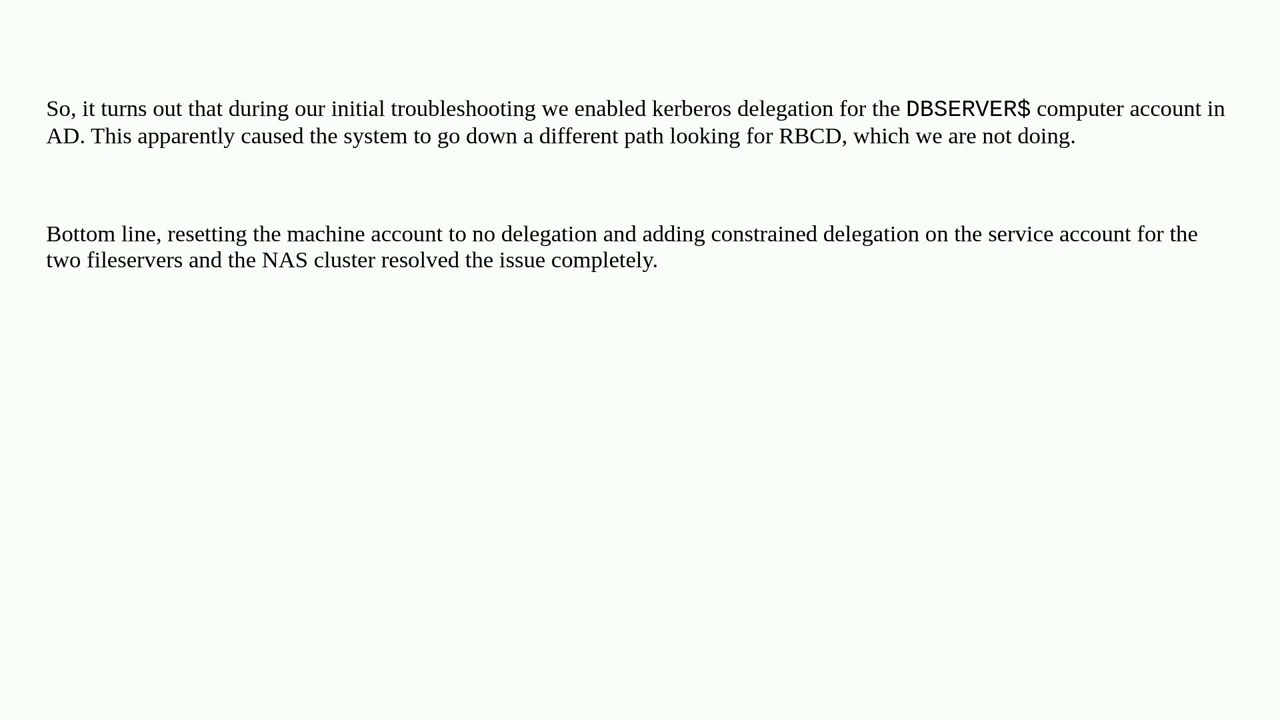 So, it turns out that during our initial troubleshooting we enabled kerberos delegation for the DBSERVER$ computer account in
AD. This apparently caused the system to go down a different path looking for RBCD, which we are not doing.
Bottom line, resetting the machine account to no delegation and adding constrained delegation on the service account for the
two fileservers and the NAS cluster resolved the issue completely.